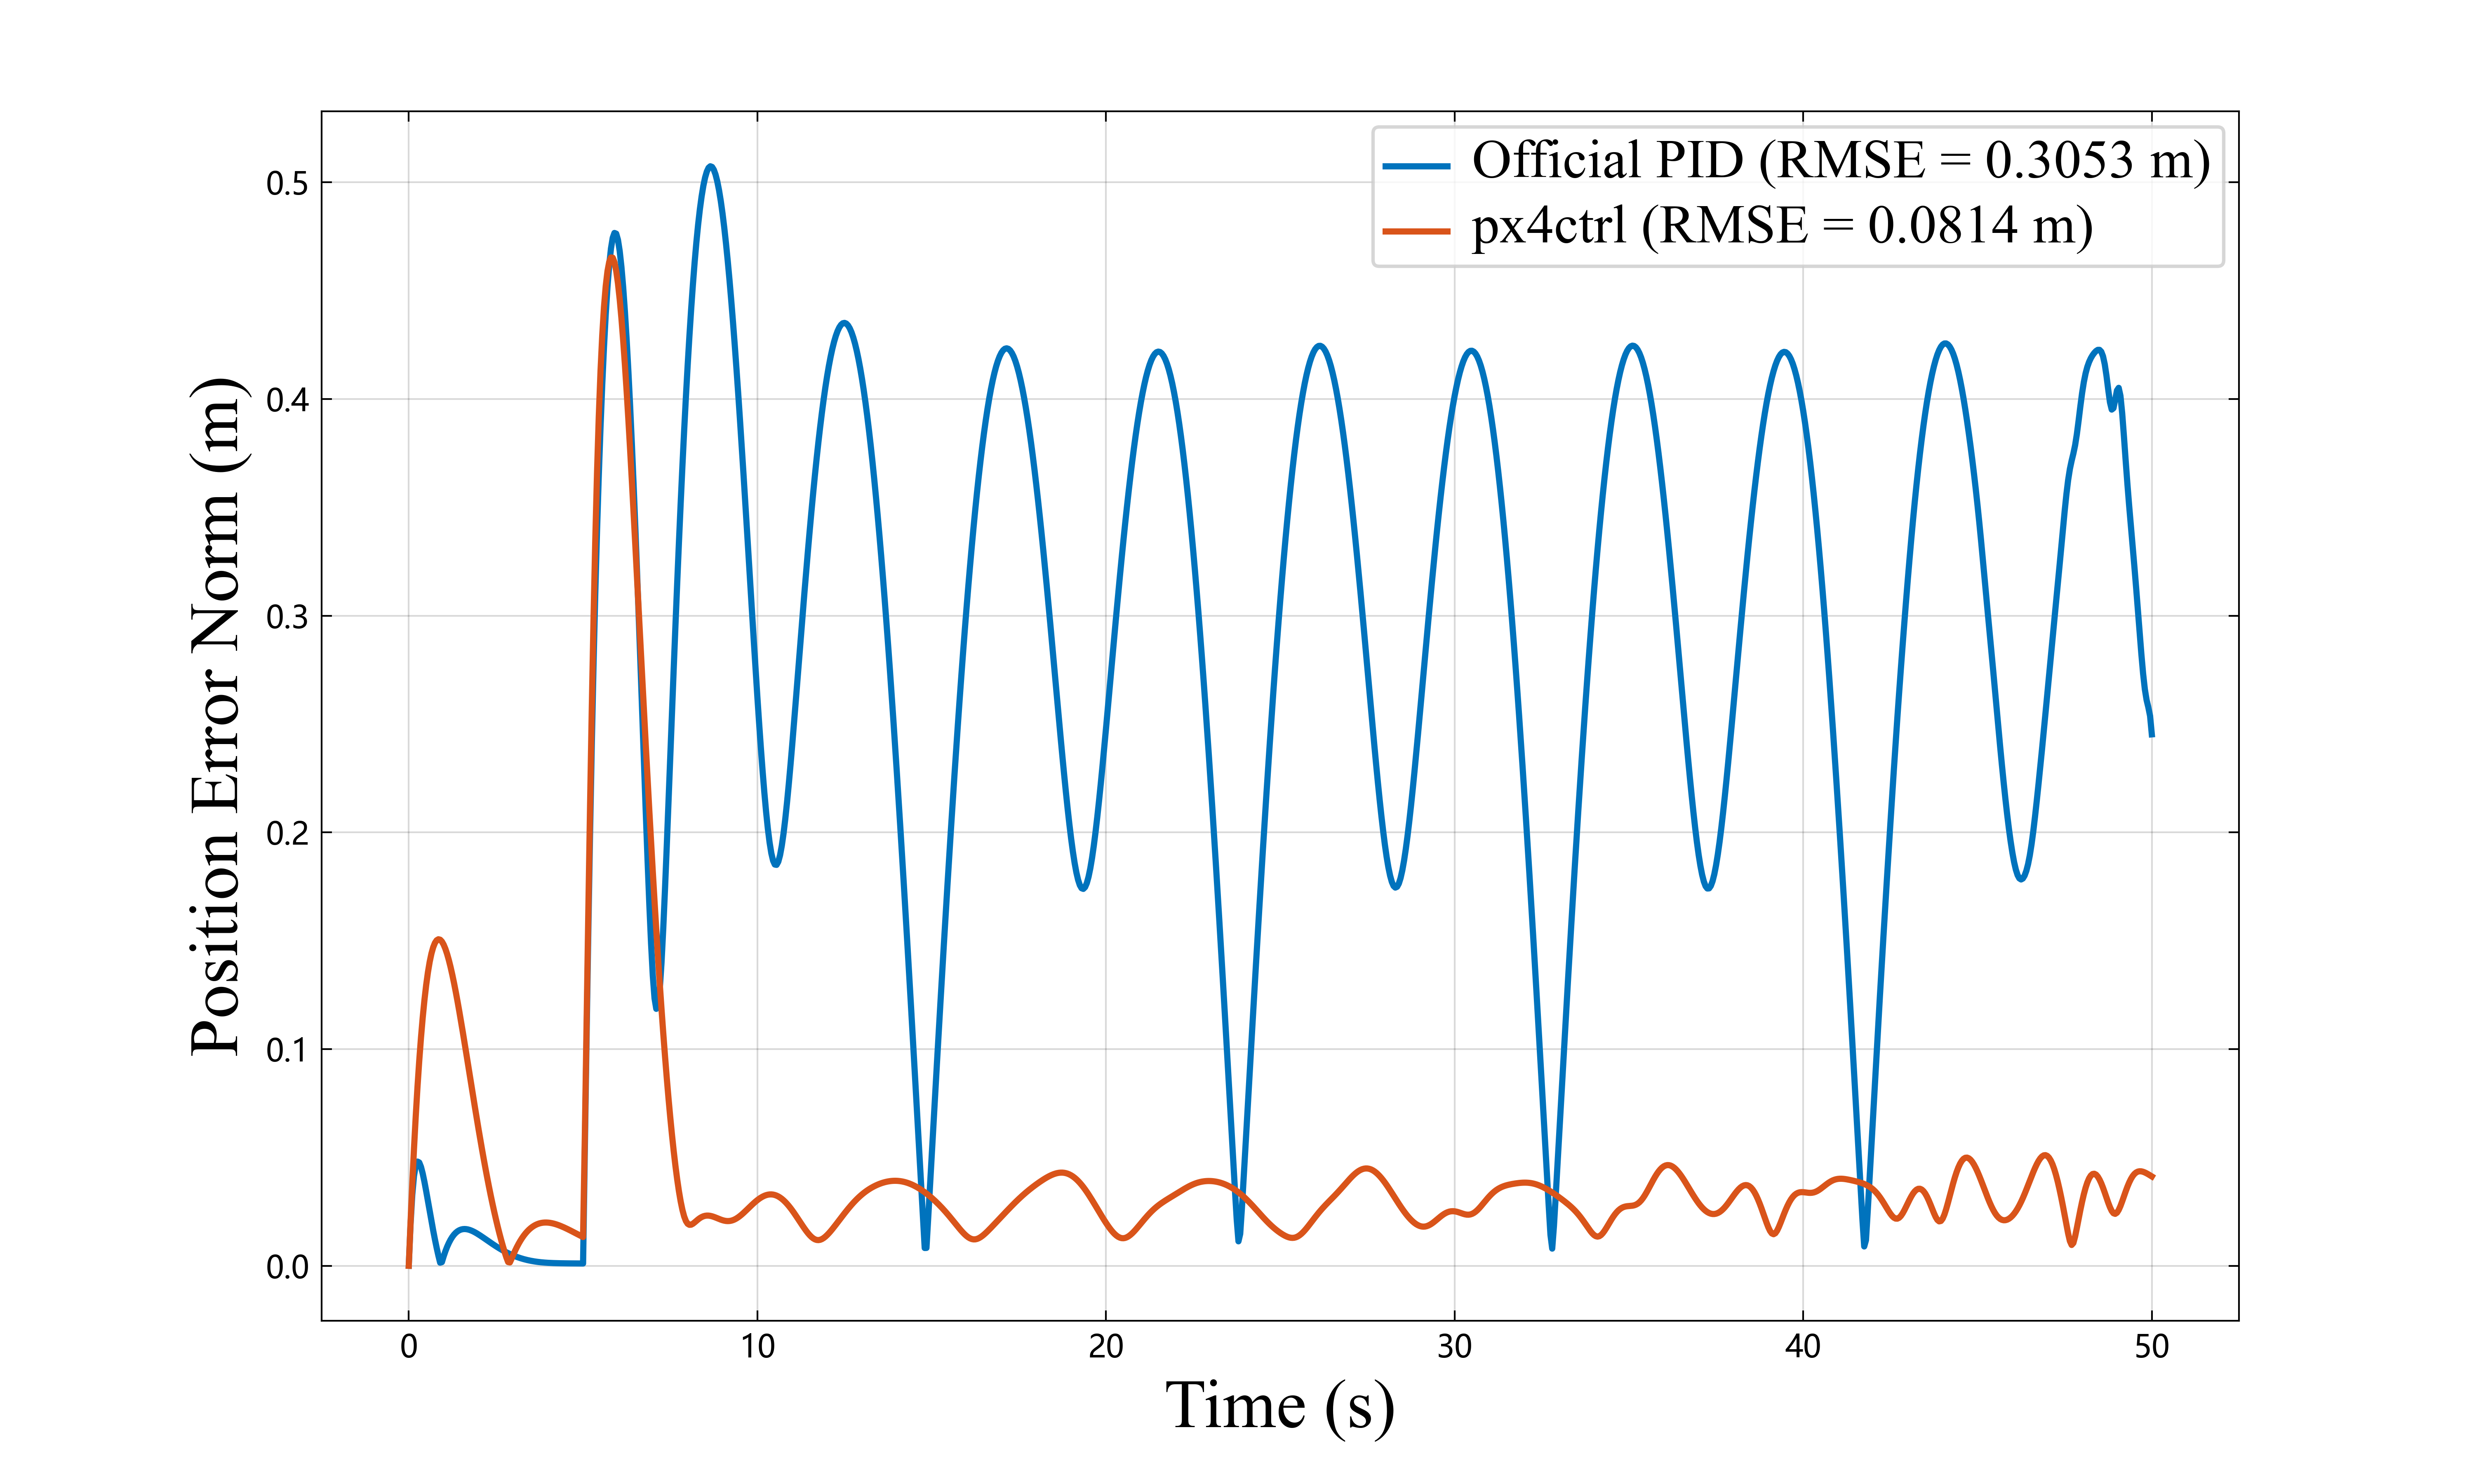 Official PID (RMSE = 0.3053 m)
px4ctrl (RMSE = 0.0814 m)
Position Error Norm (m)
0.5
0.4
0.3
0.2
0.1
0.0
0 10 20 30 40 50
Time (s)